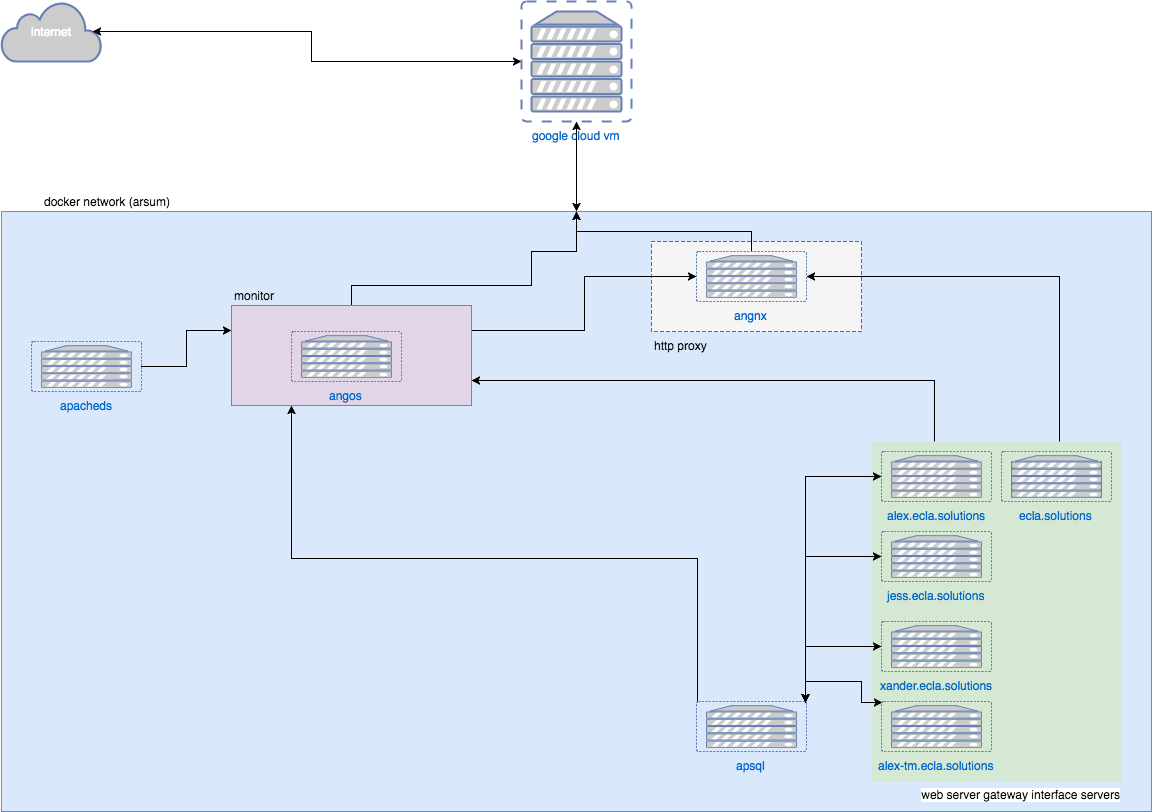 internet
google cloud vm
docker network (arsum)
monitor
angnx
http proxy
angos
apacheds
alex.ecla.solutions
ecla.solutions
jess.ecla.solutions
xander.ecla.solutions
apsql
alex-tm.ecla.solutions
web server gateway interface servers